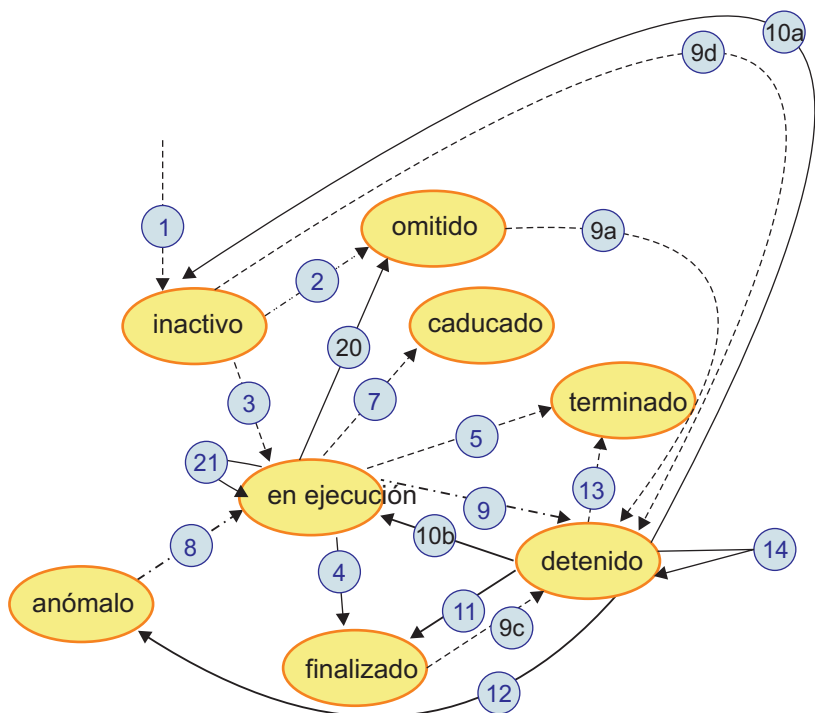 10a
9d
1
omitido
9a
2
inactivo
caducado
20
3
7
terminado
5
21
en ejecución
13
9
10b
8
14
detenido
4
anómalo
11
9c
finalizado
12